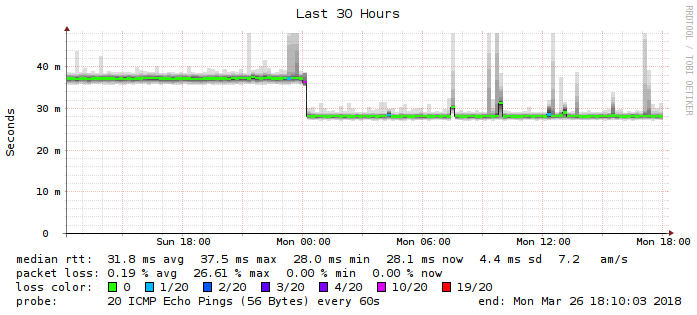 Last 30 Hours
RRDTOOL / TOBI OETIKER
Seconds
40 m
30 m
20 m
10 m
0
Sun 18:00 Mon 00:00 Mon 06:00 Mon 12:00 Mon 18:00
median rtt: 31.8 ms avg 37.5 ms max 28.0 ms min 28.1 ms now 4.4 ms sd 7.2 am/s
packet loss: 0.19 % avg 26.61 % max 0.00 % min 0.00 % now
loss color: 0 1/20 2/20 3/20 4/20 10/20 19/20
probe: 20 ICMP Echo Pings (56 Bytes) every 60s end: Mon Mar 26 18:10:03 2018